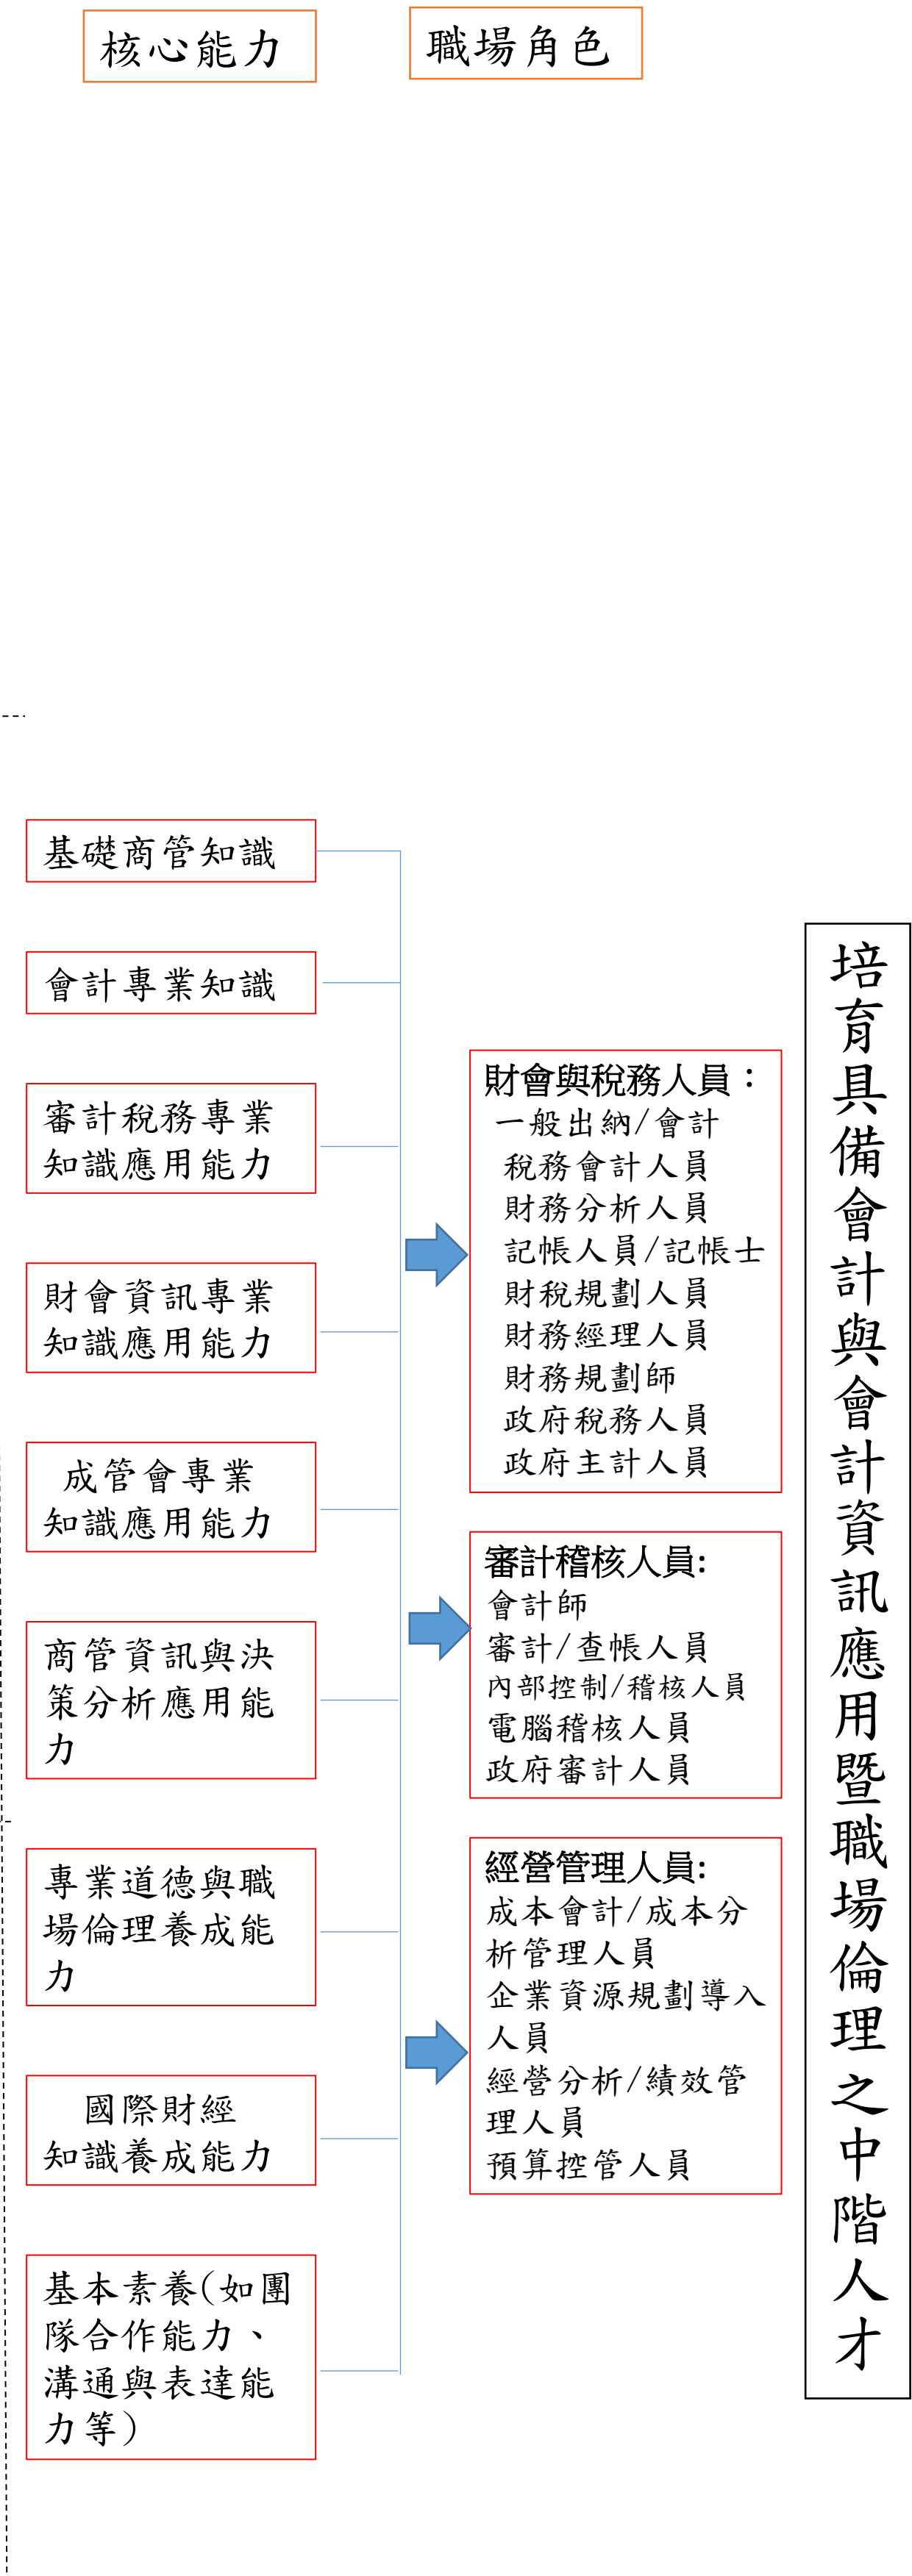 核心能力
職場角色
基礎商管知識
會計專業知識
審計稅務專業
知識應用能力
財會資訊專業
知識應用能力
成管會專業
知識應用能力
商管資訊與決
策分析應用能
力
專業道德與職
場倫理養成能
力
國際財經
知識養成能力
基本素養(如團
隊合作能力、
溝通與表達能
力等)
財會與稅務人員：
一般出納/會計
稅務會計人員
財務分析人員
記帳人員/記帳士
財稅規劃人員
財務經理人員
財務規劃師
政府稅務人員
政府主計人員
審計稽核人員:
會計師
審計/查帳人員
內部控制/稽核人員
電腦稽核人員
政府審計人員
經營管理人員:
成本會計/成本分
析管理人員
企業資源規劃導入
人員
經營分析/績效管
理人員
預算控管人員
培育具備會計與會計資訊應用暨職場倫理之中階人才